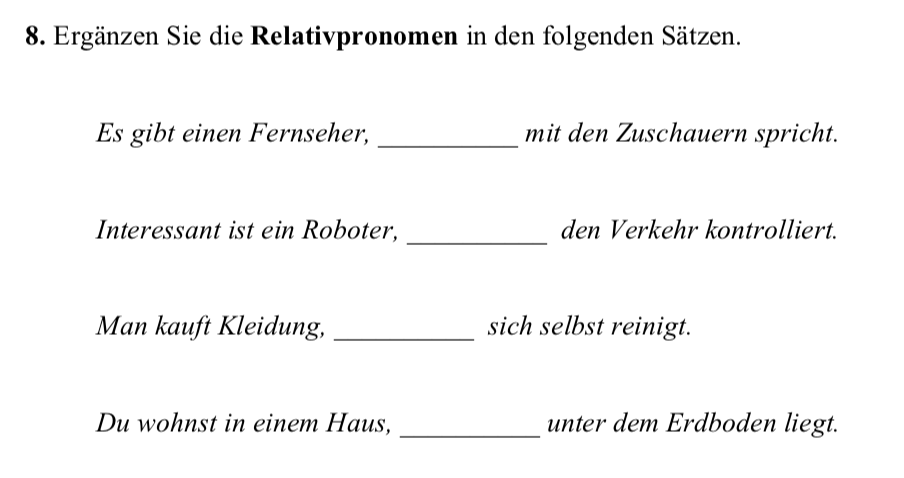 8. Ergänzen Sie die Relativpronomen in den folgenden Sätzen.
Es gibt einen Fernseher, __________ mit den Zuschauern spricht.
Interessant ist ein Roboter, __________ den Verkehr kontrolliert.
Man kauft Kleidung, __________ sich selbst reinigt.
Du wohnst in einem Haus, __________ unter dem Erdboden liegt.